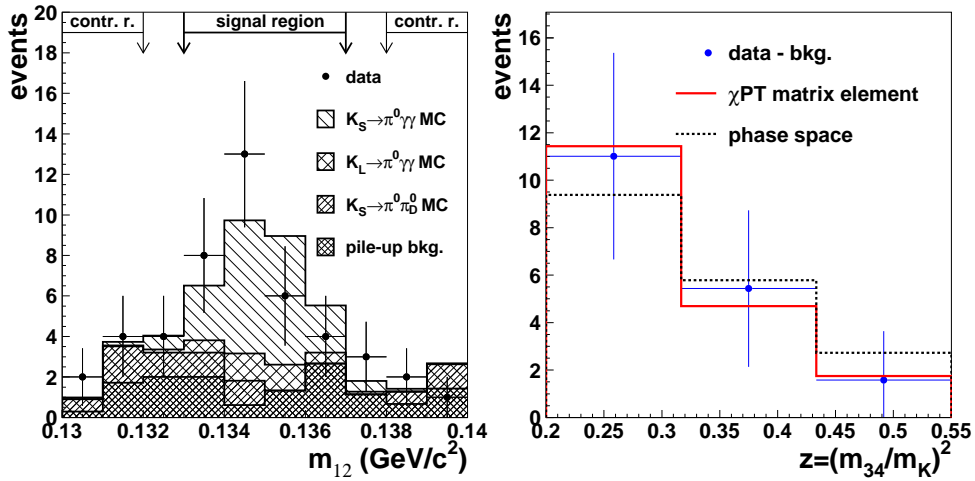 contr. r.
signal region
contr. r.
events
20
18
16
14
12
10
8
6
4
2
0
data
K_S→π⁰γγ MC
K_L→π⁰γγ MC
K_S→π⁰π⁰_D MC
pile-up bkg.
0.13
0.132
0.134
0.136
0.138
0.14
m₁₂ (GeV/c²)
events
16
14
12
10
8
6
4
2
0
data - bkg.
χPT matrix element
phase space
0.2
0.25
0.3
0.35
0.4
0.45
0.5
0.55
z=(m₃₄/m_K)²